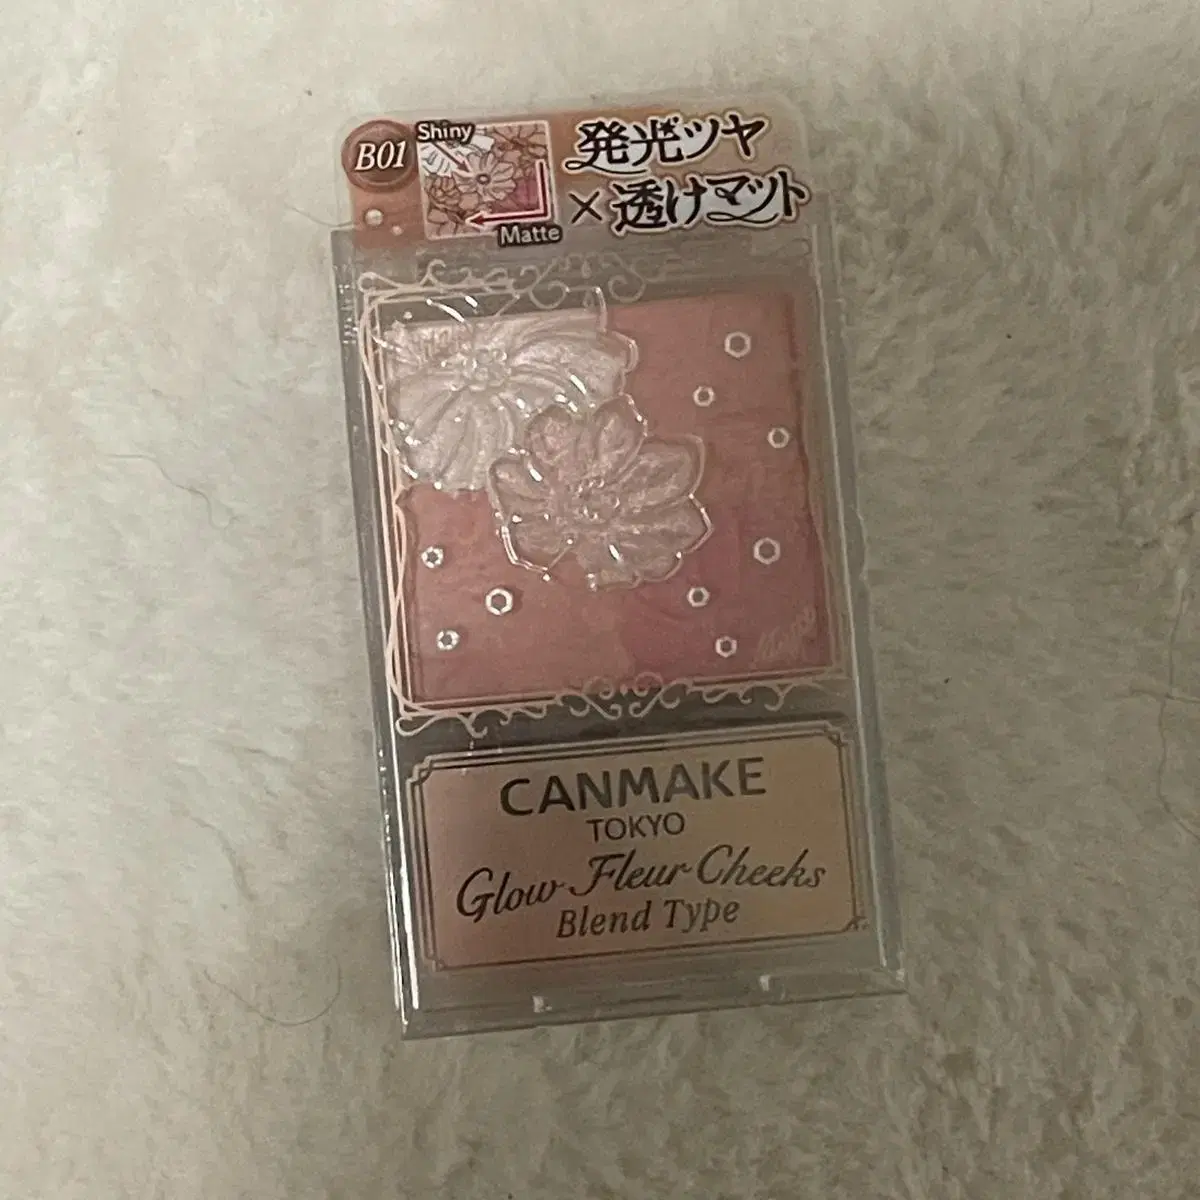 B01
Shiny
Matte
発光ツヤ
×透けマット
CANMAKE
TOKYO
Glow Fleur Cheeks
Blend Type